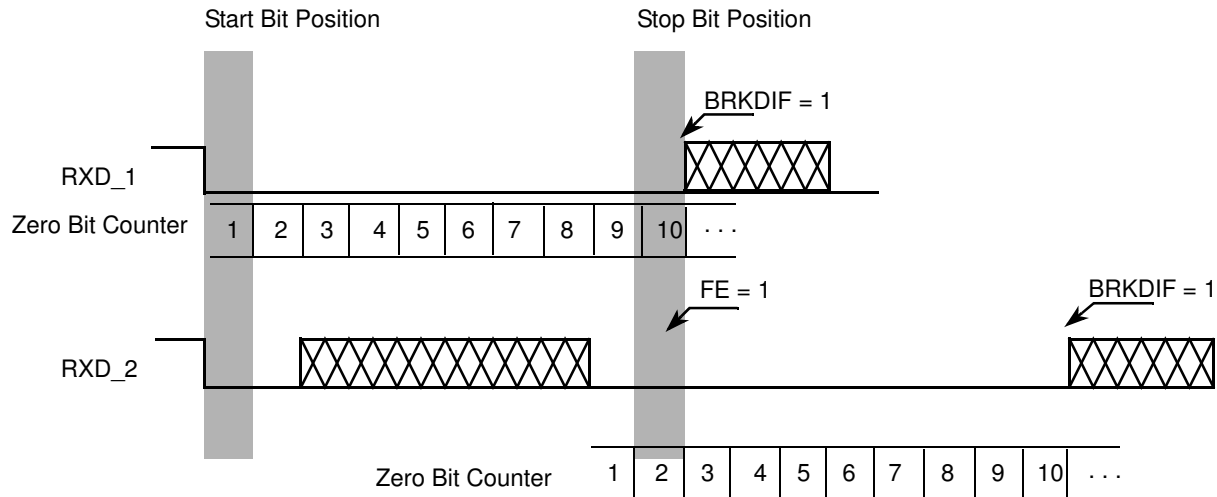 Start Bit Position Stop Bit Position
BRKDIF = 1
RXD_1
Zero Bit Counter 1 2 3 4 5 6 7 8 9 10 . . .
FE = 1 BRKDIF = 1
RXD_2
Zero Bit Counter 1 2 3 4 5 6 7 8 9 10 . . .